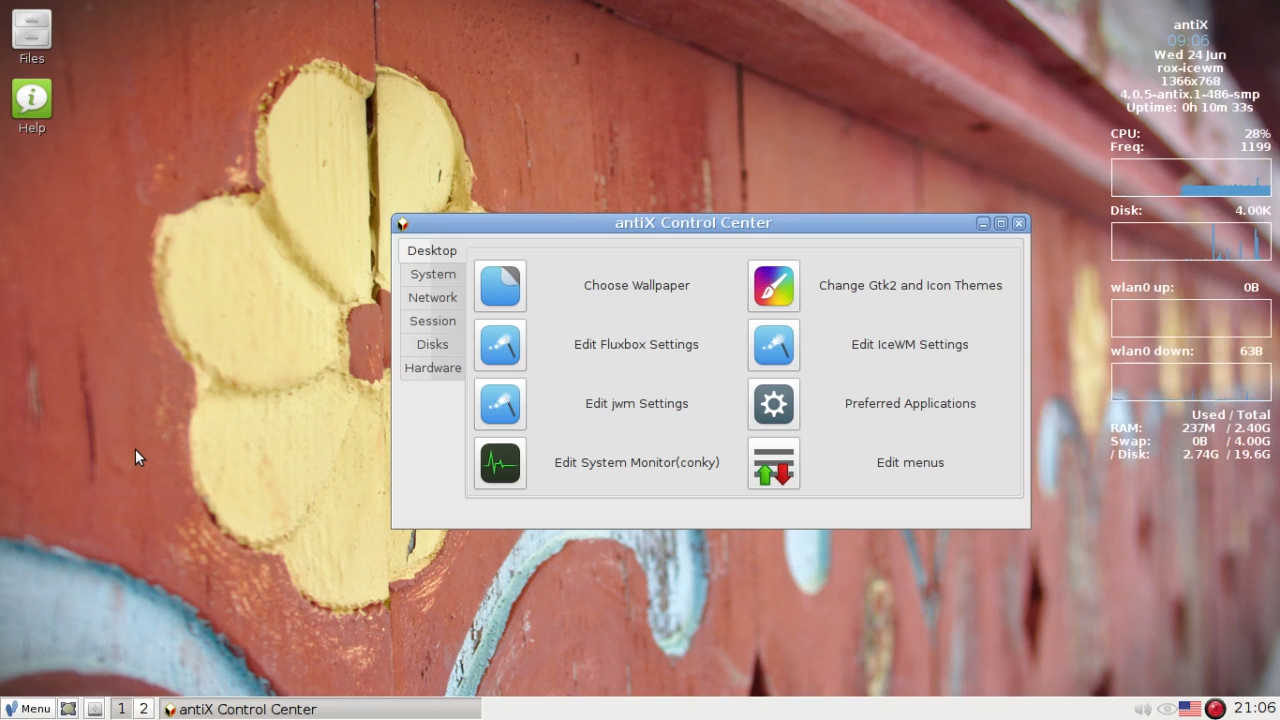 Files
Help
antiX
09:06
Wed 24 Jun
rox-icewm
1366x768
4.0.5-antix.1-486-smp
Uptime: 0h 10m 33s
CPU: 28%
Freq: 1199
Disk: 4.00K
wlan0 up: 0B
wlan0 down: 63B
Used / Total
RAM: 237M / 2.40G
Swap: 0B / 4.00G
/ Disk: 2.74G / 19.6G
antiX Control Center
Desktop
System
Network
Session
Disks
Hardware
Choose Wallpaper
Change Gtk2 and Icon Themes
Edit Fluxbox Settings
Edit IceWM Settings
Edit jwm Settings
Preferred Applications
Edit System Monitor(conky)
Edit menus
Menu 1 2 antiX Control Center 21:06